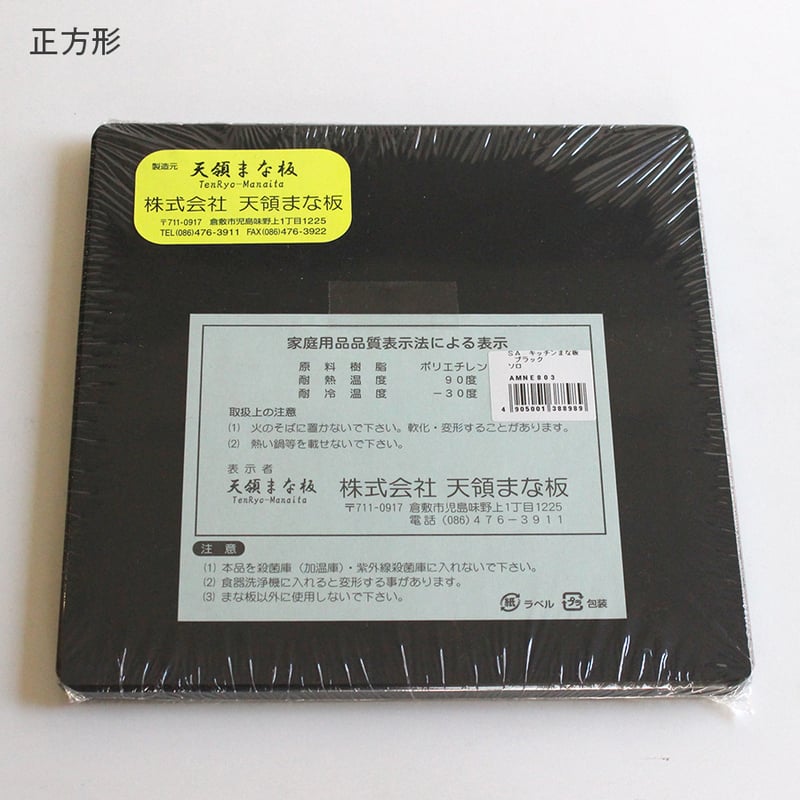 正方形
製造元 天領まな板
TenRyo-Manaita
株式会社 天領まな板
〒711-0917 倉敷市児島味野上1丁目1225
TEL(086)476-3911 FAX(086)476-3922
家庭用品品質表示法による表示
原料樹脂 ポリエチレン
耐熱温度 90度
耐冷温度 －30度
SA キッチンまな板
ブラック
ソロ
AMNE803
4 905001 388989
取扱上の注意
(1) 火のそばに置かないで下さい。軟化・変形することがあります。
(2) 熱い鍋等を載せないで下さい。
表示者
天領まな板 株式会社 天領まな板
TenRyo-Manaita
〒711-0917 倉敷市児島味野上1丁目1225
電話 (086) 476-3911
注意
(1) 本品を殺菌庫（加温庫）・紫外線殺菌庫に入れないで下さい。
(2) 食器洗浄機に入れると変形する事があります。
(3) まな板以外に使用しないで下さい。
紙 ラベル プラ 包装